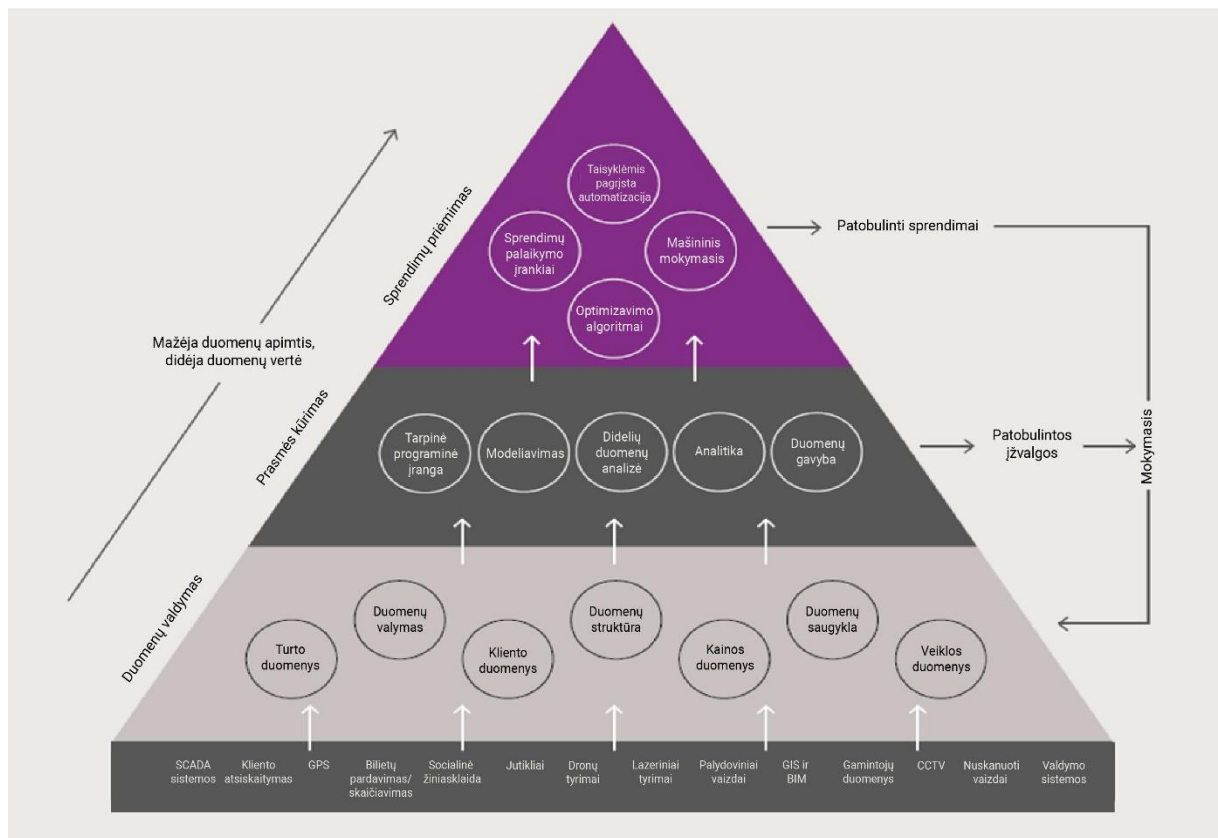 Taisyklėmis
pagrįsta
automatizacija
Sprendimų
palaikymo
įrankiai
Mašininis
mokymasis
Optimizavimo
algoritmai
Sprendimų priėmimas
Patobulinti sprendimai
Mažėja duomenų apimtis,
didėja duomenų vertė
Prasmės kūrimas
Tarpinė
programinė
įranga
Modeliavimas
Didelių
duomenų
analizė
Analitika
Duomenų
gavyba
Patobulintos
įžvalgos
Mokymasis
Duomenų valdymas
Turto
duomenys
Duomenų
valymas
Kliento
duomenys
Duomenų
struktūra
Kainos
duomenys
Duomenų
saugykla
Veiklos
duomenys
SCADA
sistemos
Kliento
atsiskaitymas
GPS
Bilietų
pardavimas/
skaičiavimas
Socialinė
žiniasklaida
Jutikliai
Dronų
tyrimai
Lazeriniai
tyrimai
Palydoviniai
vaizdai
GIS ir
BIM
Gamintojų
duomenys
CCTV
Nuskanuoti
vaizdai
Valdymo
sistemos